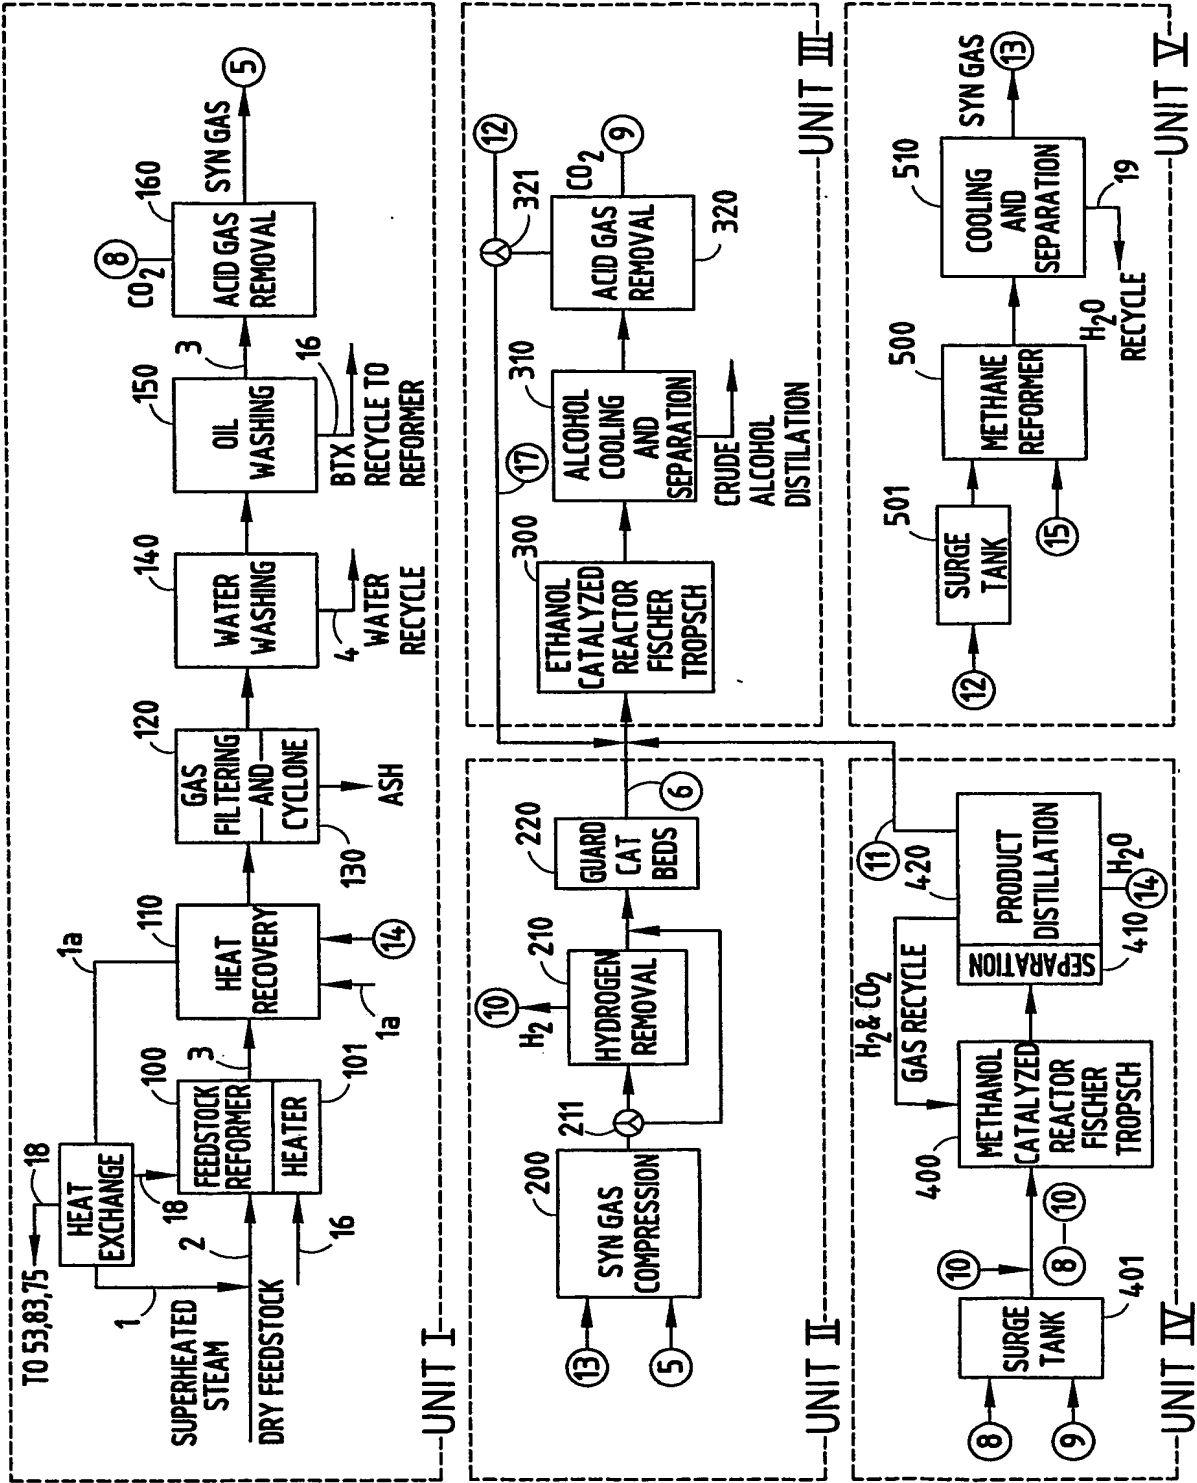 TO 53,83,75
18
HEAT
EXCHANGE
1a
1
18
SUPERHEATED
STEAM
DRY FEEDSTOCK
2
16
100
FEEDSTOCK
REFORMER
HEATER
101
3
1a
110
HEAT
RECOVERY
14
120
GAS
FILTERING
AND
CYCLONE
130
ASH
140
WATER
WASHING
4
WATER
RECYCLE
150
OIL
WASHING
16
BTX
RECYCLE TO
REFORMER
3
8
CO2
160
ACID GAS
REMOVAL
SYN GAS
5
UNIT I
13
5
200
SYN GAS
COMPRESSION
211
10
H2
210
HYDROGEN
REMOVAL
220
GUARD
CAT
BEDS
6
UNIT II
300
ETHANOL
CATALYZED
REACTOR
FISCHER
TROPSCH
17
310
ALCOHOL
COOLING
AND
SEPARATION
CRUDE
ALCOHOL
DISTILATION
12
321
ACID GAS
REMOVAL
320
CO2
9
UNIT III
8
9
SURGE
TANK
401
10
8
10
400
METHANOL
CATALYZED
REACTOR
FISCHER
TROPSCH
H2& CO2
GAS RECYCLE
SEPARATION
410
420
PRODUCT
DISTILLATION
11
H2O
14
UNIT IV
12
501
SURGE
TANK
15
500
METHANE
REFORMER
510
COOLING
AND
SEPARATION
19
H2O
RECYCLE
SYN GAS
13
UNIT V